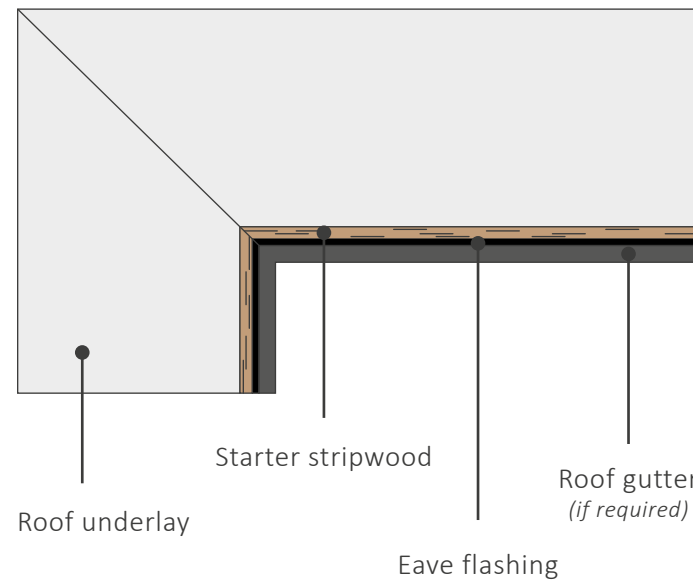 Starter stripwood
Roof gutter
(if required)
Roof underlay
Eave flashing